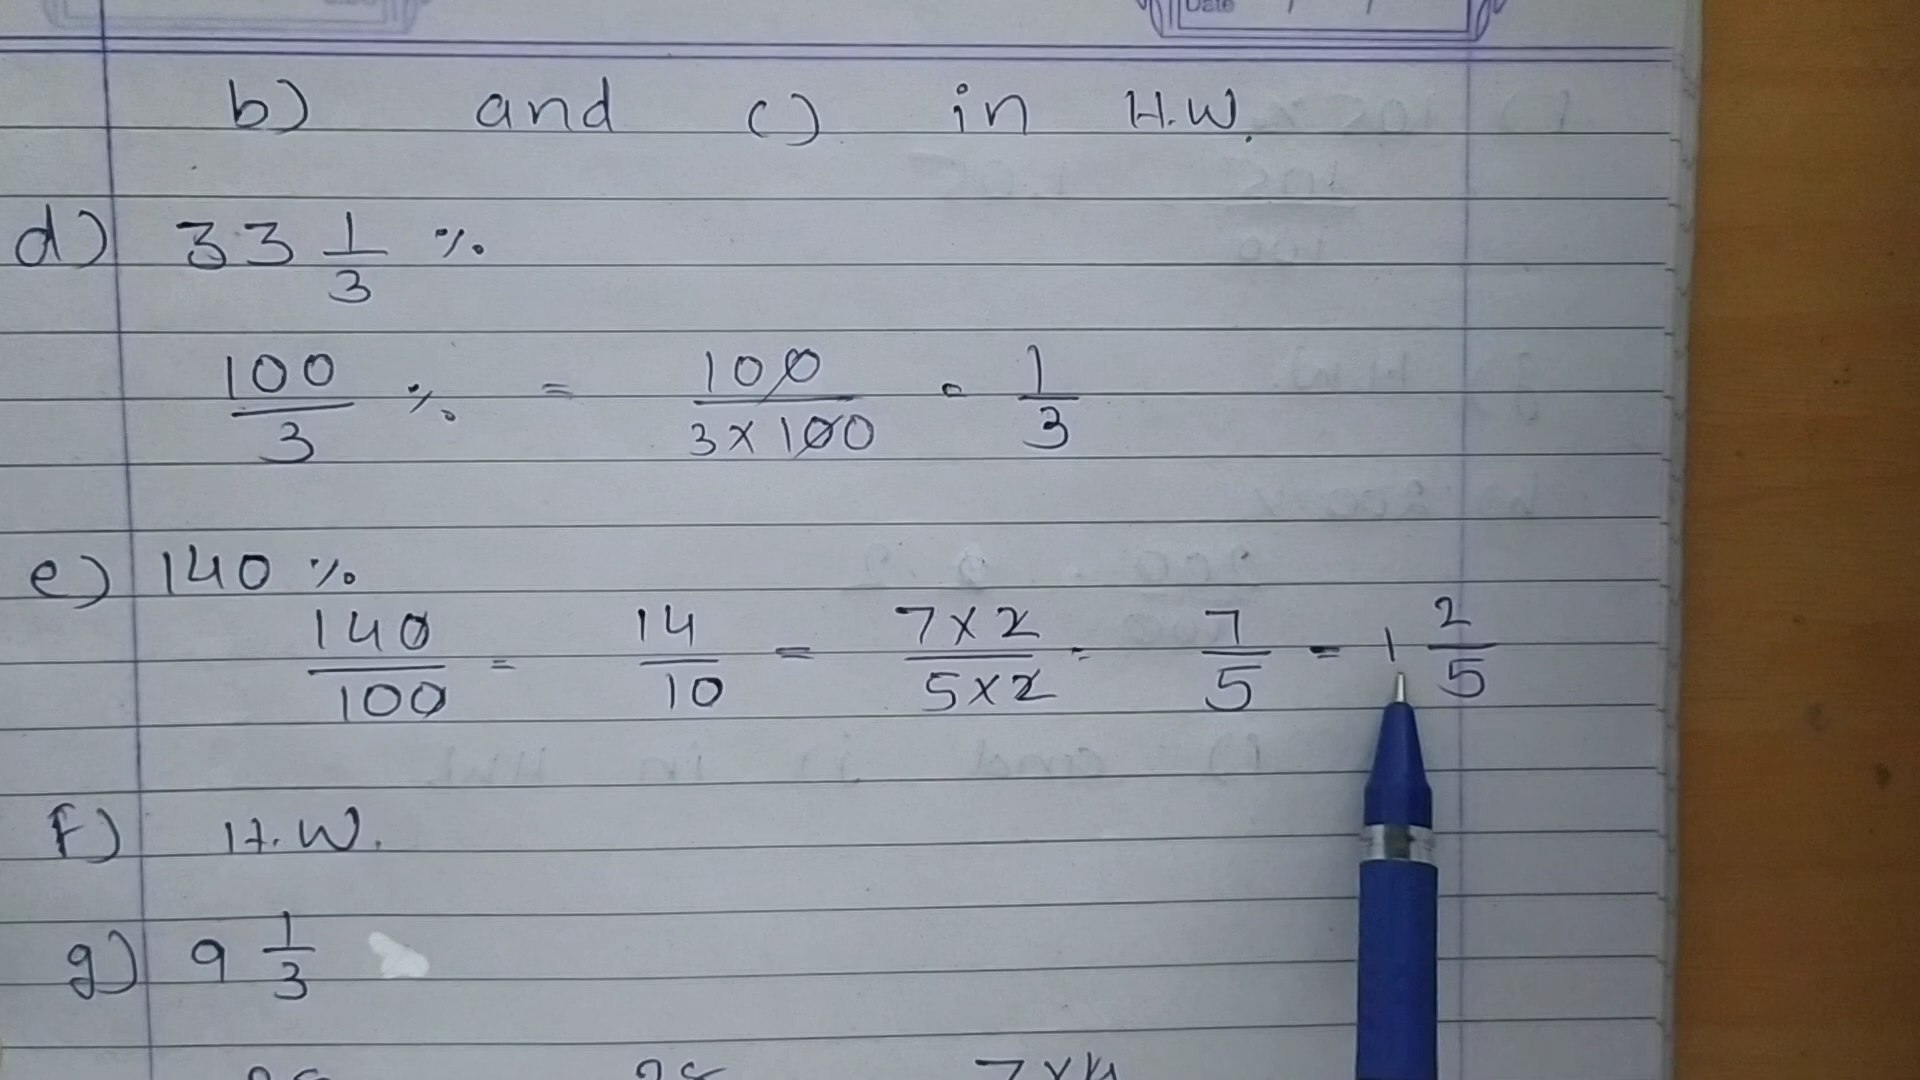 Date / /
b) and c) in H.W.
d) 33 1/3 %
100/3 % = 100/3×100 = 1/3
e) 140 %
140/100 = 14/10 = 7×2/5×2 = 7/5 = 1 2/5
f) H.W.
g) 9 1/3